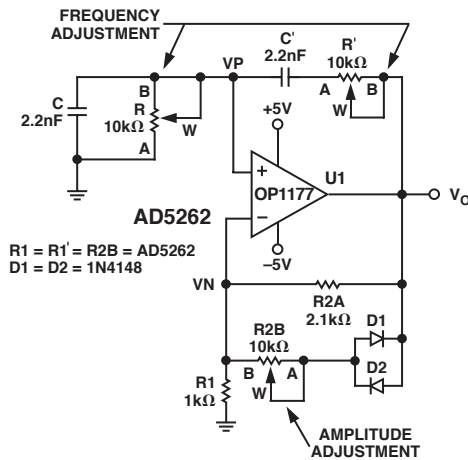 FREQUENCY
ADJUSTMENT
VP
C'
2.2nF
R'
10kΩ
A
B
W
C
2.2nF
B
R
10kΩ
W
A
+5V
+
OP1177
−
U1
VO
−5V
AD5262
R1 = R1' = R2B = AD5262
D1 = D2 = 1N4148
VN
R2A
2.1kΩ
R2B
10kΩ
B
A
W
D1
D2
R1
1kΩ
AMPLITUDE
ADJUSTMENT